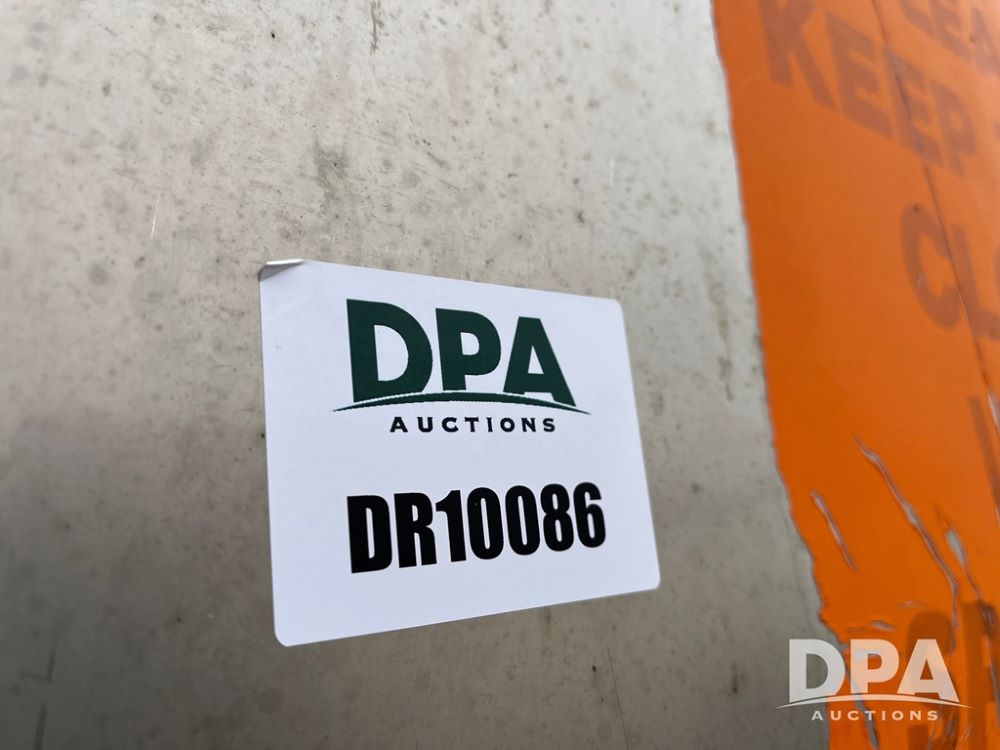 KEEP
DPA
AUCTIONS
DR10086
DPA
AUCTIONS